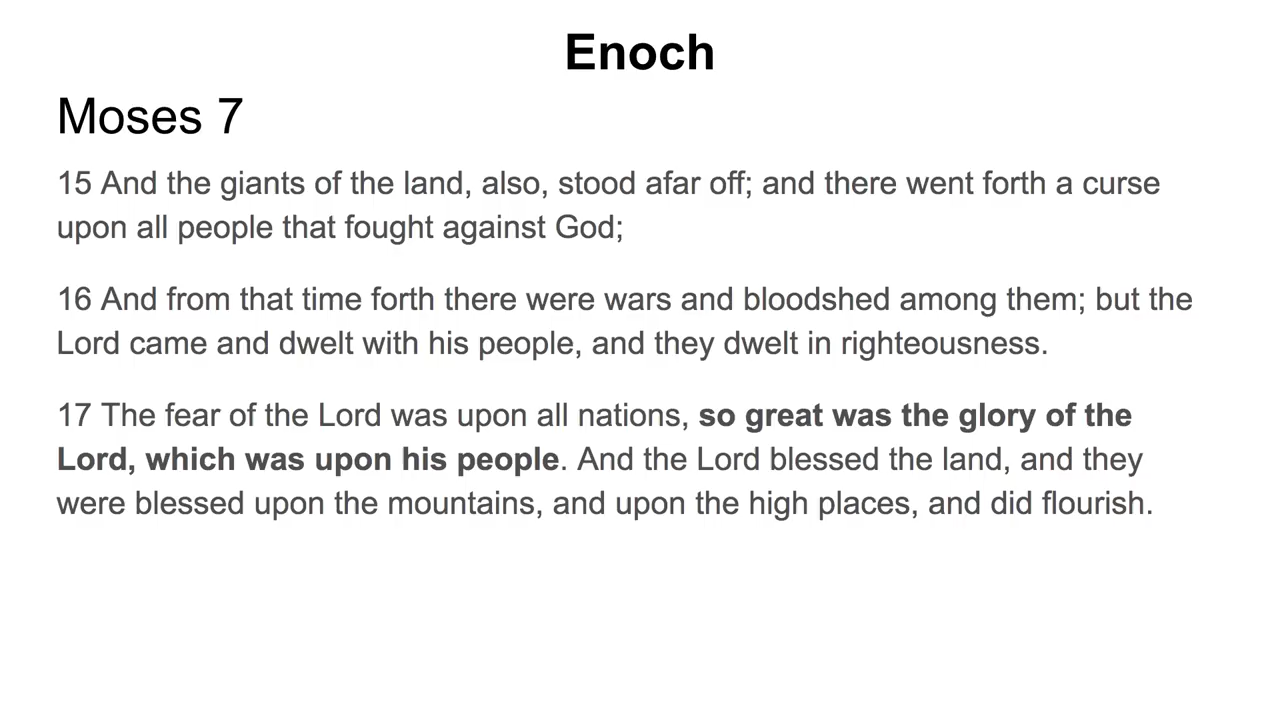 Enoch
Moses 7
15 And the giants of the land, also, stood afar off; and there went forth a curse
upon all people that fought against God;
16 And from that time forth there were wars and bloodshed among them; but the
Lord came and dwelt with his people, and they dwelt in righteousness.
17 The fear of the Lord was upon all nations, so great was the glory of the
Lord, which was upon his people. And the Lord blessed the land, and they
were blessed upon the mountains, and upon the high places, and did flourish.